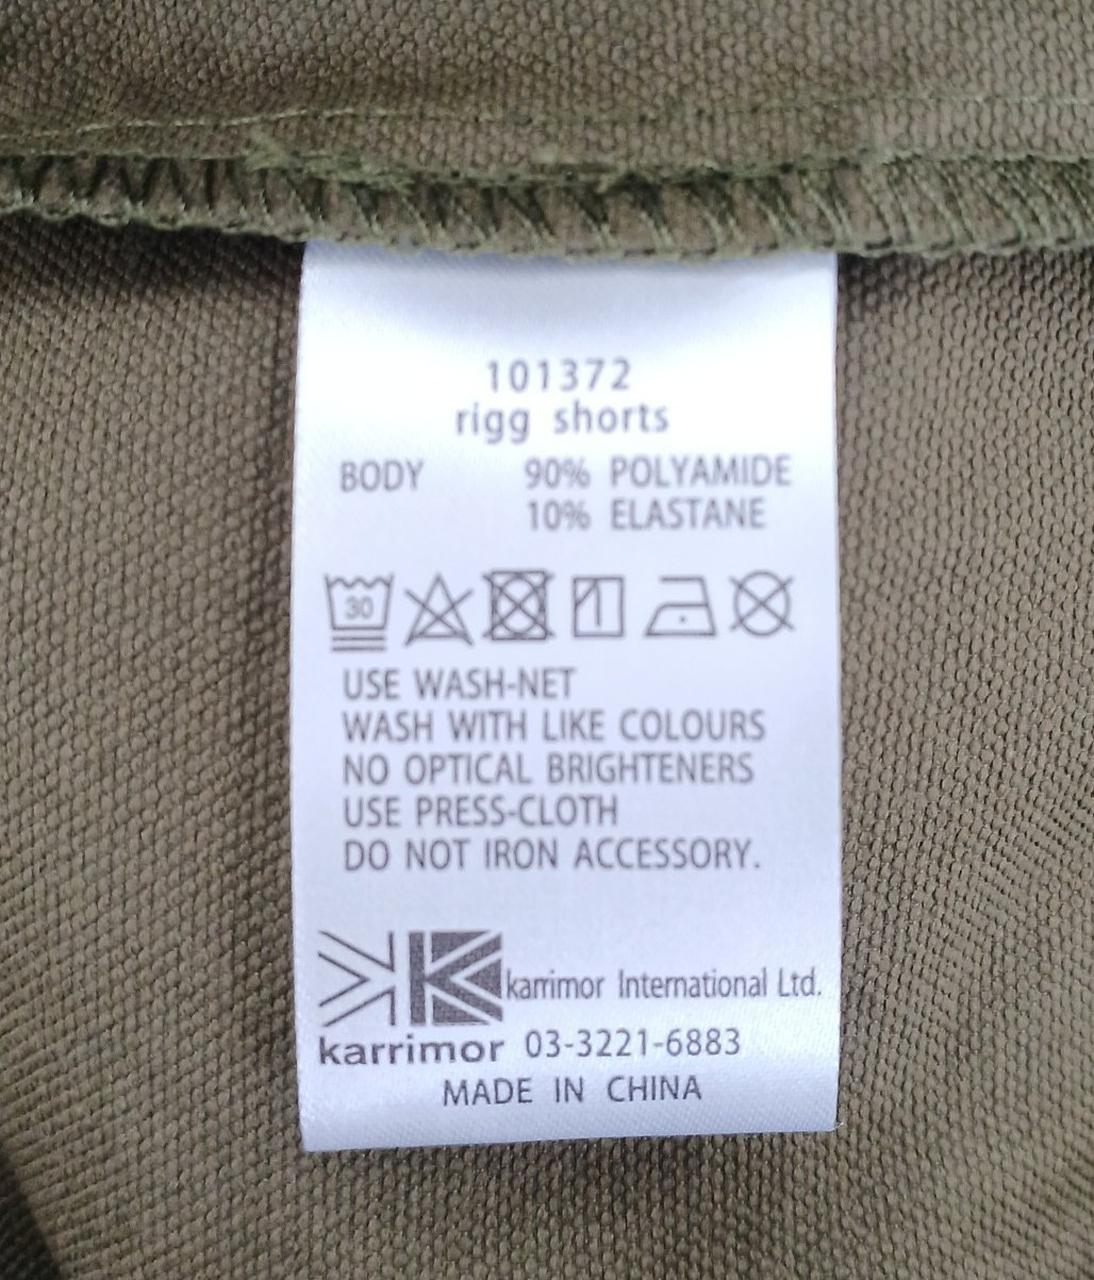 101372
rigg shorts
BODY 90% POLYAMIDE
10% ELASTANE
30
USE WASH-NET
WASH WITH LIKE COLOURS
NO OPTICAL BRIGHTENERS
USE PRESS-CLOTH
DO NOT IRON ACCESSORY.
karrimor International Ltd.
karrimor 03-3221-6883
MADE IN CHINA